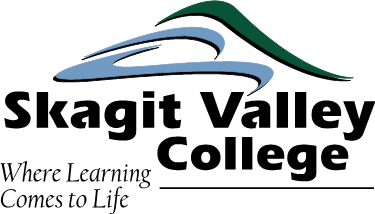 Skagit Valley
College
Where Learning
Comes to Life